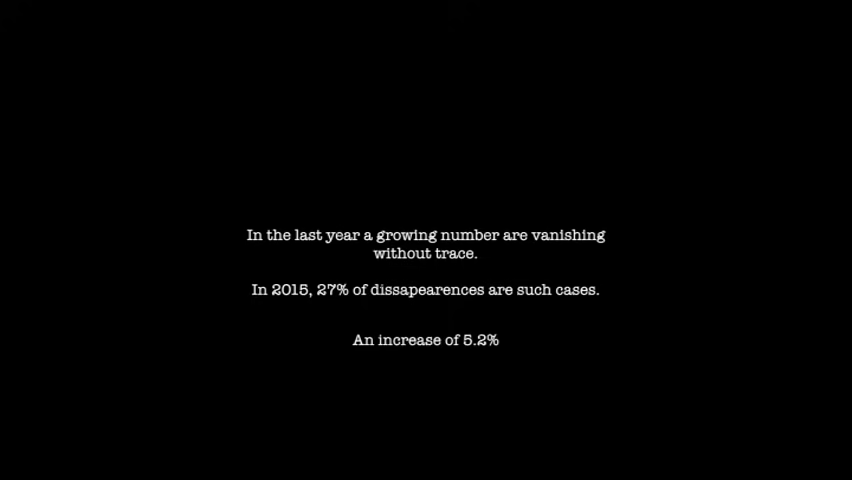 In the last year a growing number are vanishing
without trace.
In 2015, 27% of dissapearences are such cases.
An increase of 5.2%